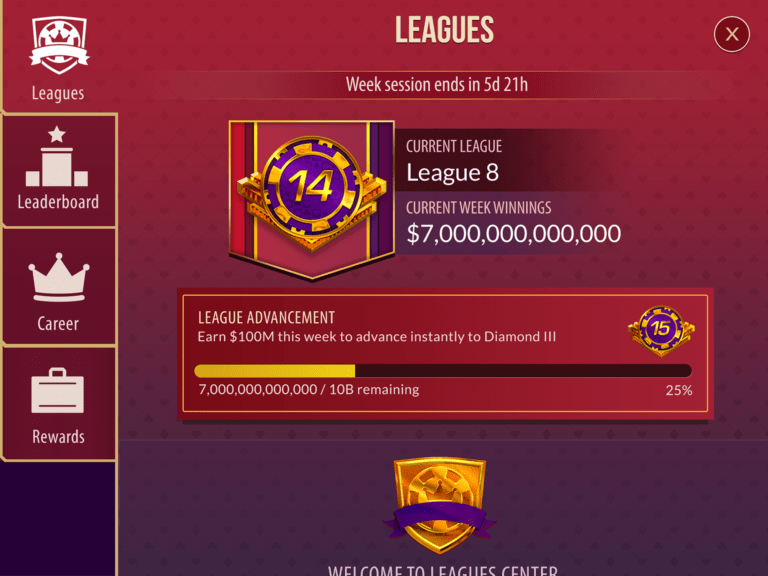 LEAGUES
X
Week session ends in 5d 21h
Leagues
Leaderboard
Career
Rewards
14
CURRENT LEAGUE
League 8
CURRENT WEEK WINNINGS
$7,000,000,000,000
LEAGUE ADVANCEMENT
Earn $100M this week to advance instantly to Diamond III
15
7,000,000,000,000 / 10B remaining
25%
WELCOME TO LEAGUES CENTER